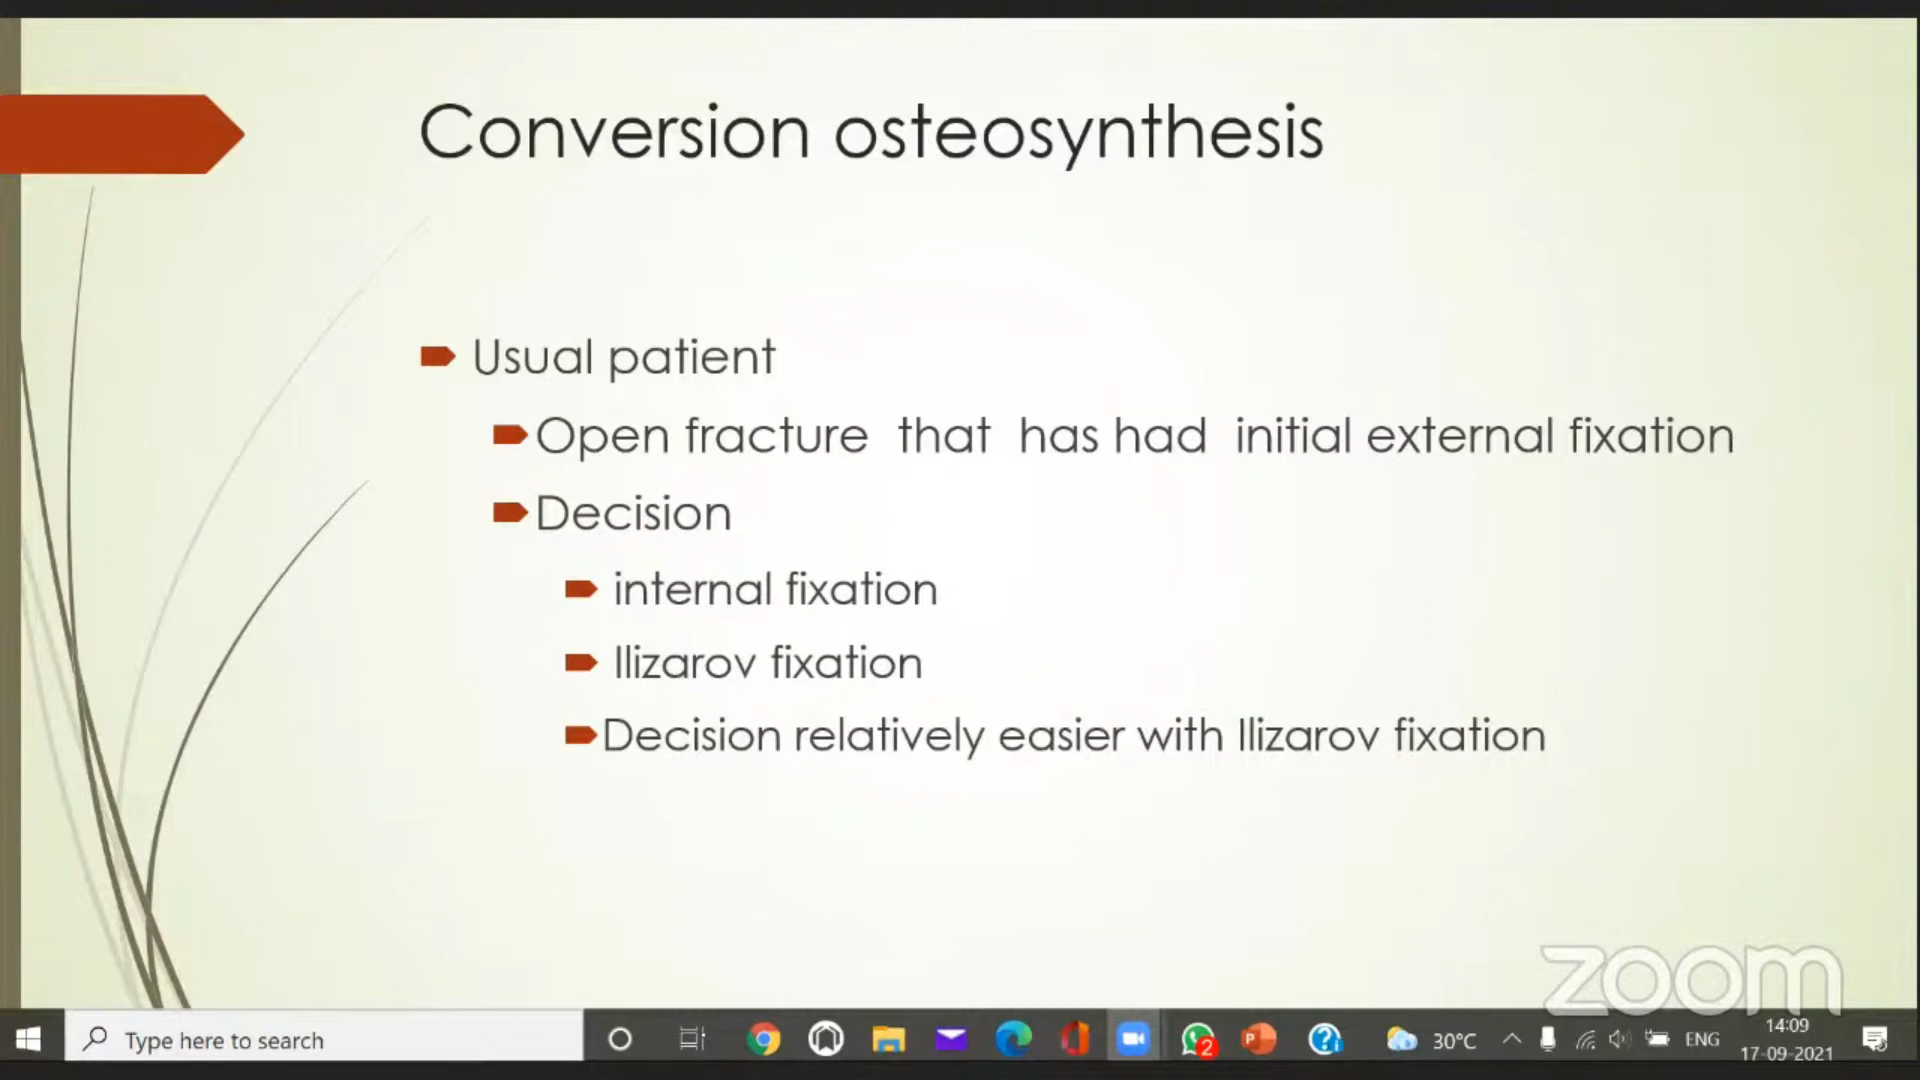 Conversion osteosynthesis
Usual patient
Open fracture that has had initial external fixation
Decision
internal fixation
Ilizarov fixation
Decision relatively easier with Ilizarov fixation
zoom
Type here to search
2
30°C
ENG
14:09
17-09-2021